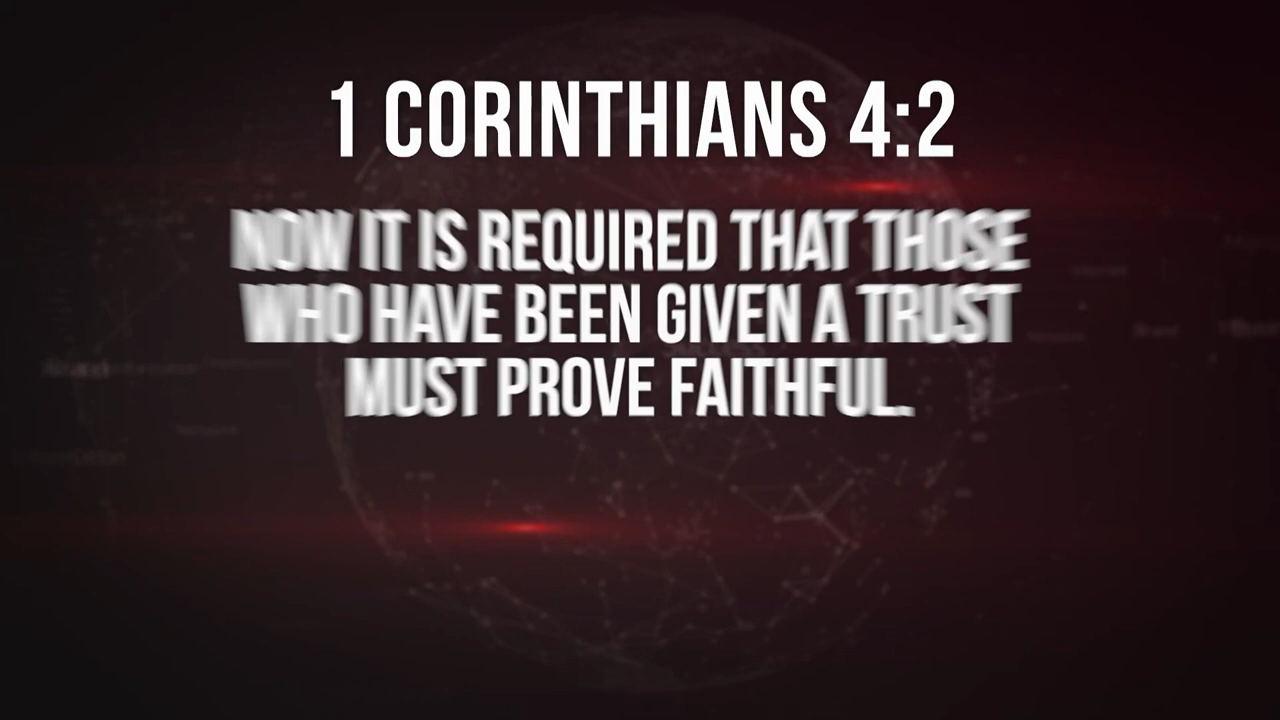 1 CORINTHIANS 4:2
NOW IT IS REQUIRED THAT THOSE
WHO HAVE BEEN GIVEN A TRUST
MUST PROVE FAITHFUL.